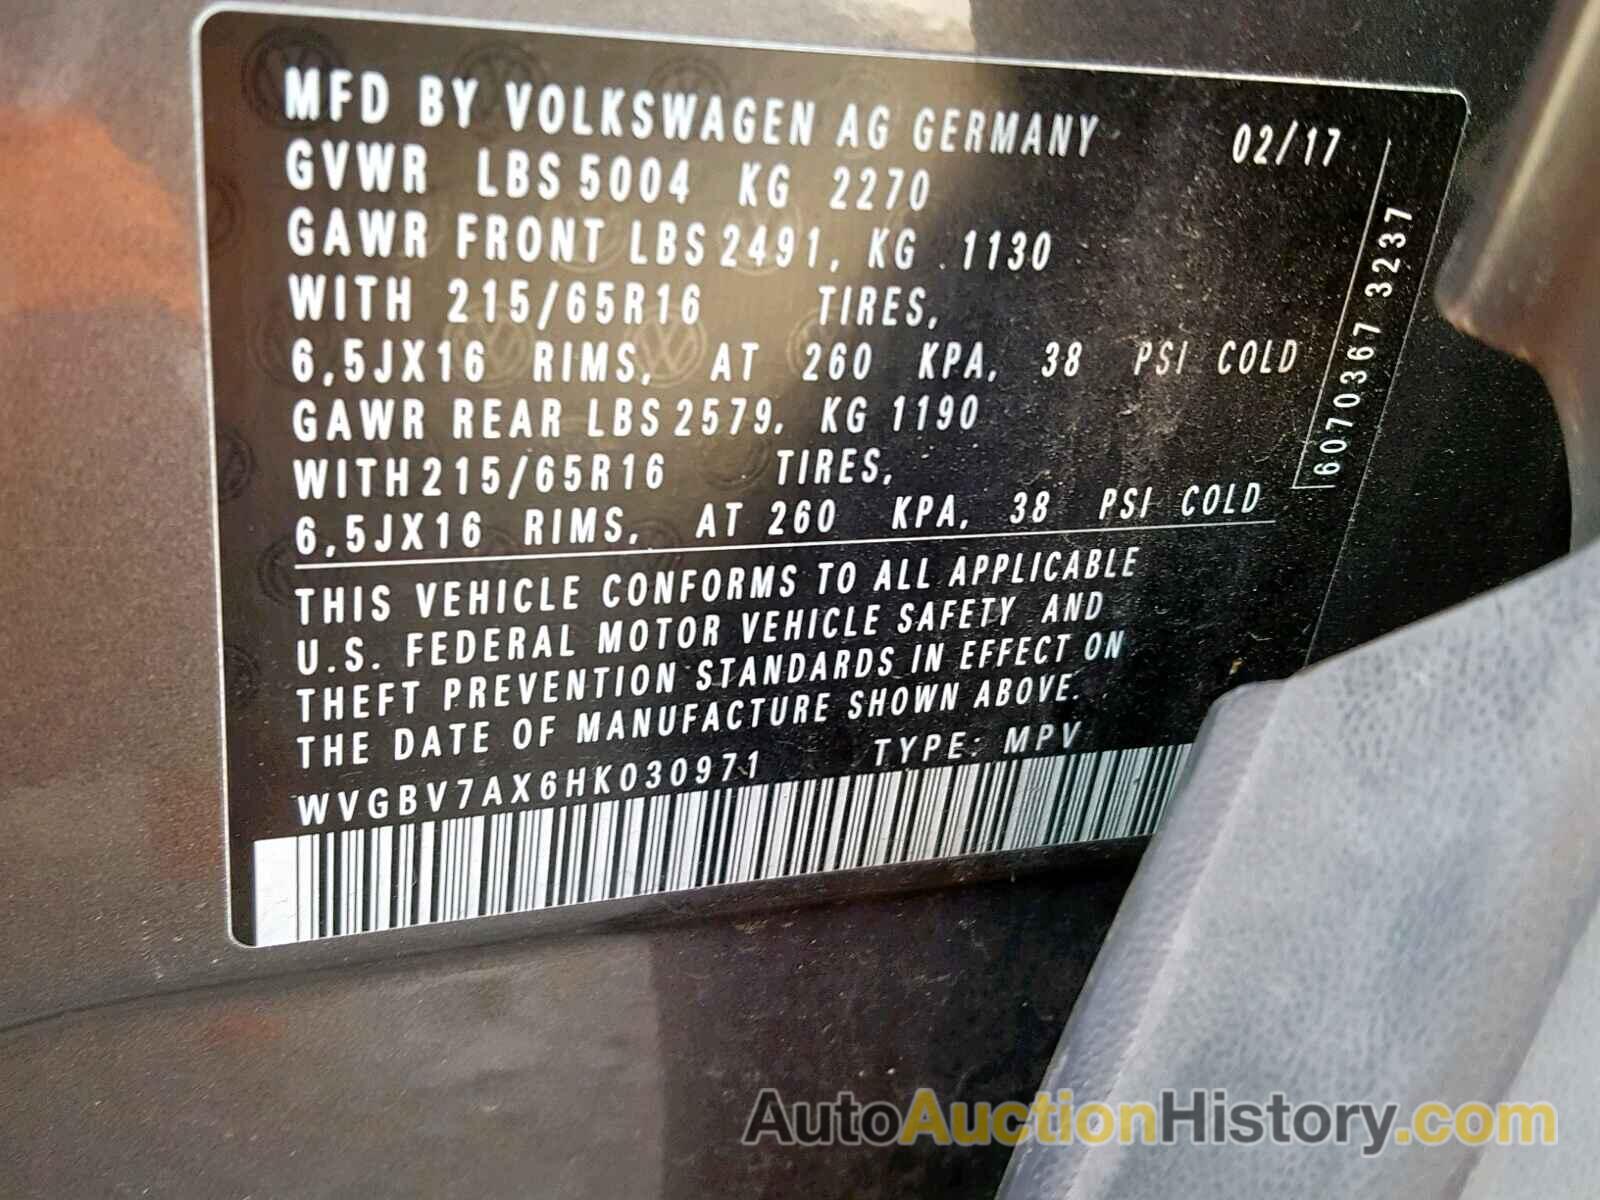 MFD BY VOLKSWAGEN AG GERMANY 02/17
GVWR LBS 5004 KG 2270
GAWR FRONT LBS 2491, KG 1130
WITH 215/65R16 TIRES,
6,5JX16 RIMS, AT 260 KPA, 38 PSI COLD
GAWR REAR LBS 2579, KG 1190
WITH 215/65R16 TIRES,
6,5JX16 RIMS, AT 260 KPA, 38 PSI COLD
THIS VEHICLE CONFORMS TO ALL APPLICABLE
U.S. FEDERAL MOTOR VEHICLE SAFETY AND
THEFT PREVENTION STANDARDS IN EFFECT ON
THE DATE OF MANUFACTURE SHOWN ABOVE.
WVGBV7AX6HK030971 TYPE: MPV
6070367 3237
AutoAuctionHistory.com